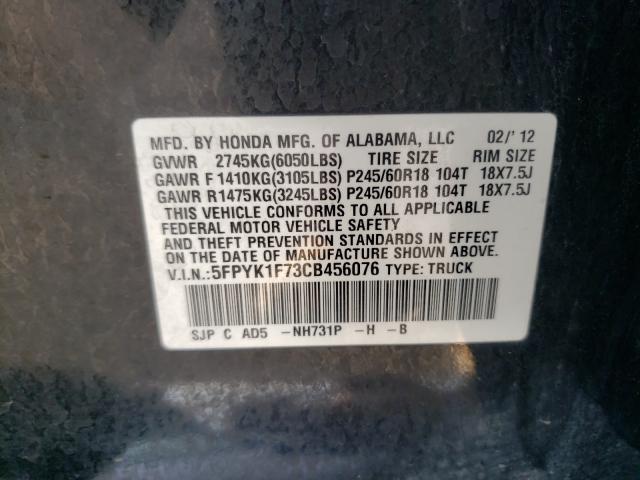 MFD. BY HONDA MFG. OF ALABAMA, LLC 02/'12
GVWR 2745KG(6050LBS) TIRE SIZE RIM SIZE
GAWR F 1410KG(3105LBS) P245/60R18 104T 18X7.5J
GAWR R1475KG(3245LBS) P245/60R18 104T 18X7.5J
THIS VEHICLE CONFORMS TO ALL APPLICABLE
FEDERAL MOTOR VEHICLE SAFETY
AND THEFT PREVENTION STANDARDS IN EFFECT
ON THE DATE OF MANUFACTURE SHOWN ABOVE.
V.I.N.:5FPYK1F73CB456076 TYPE: TRUCK
SJP C AD5 -NH731P -H -B